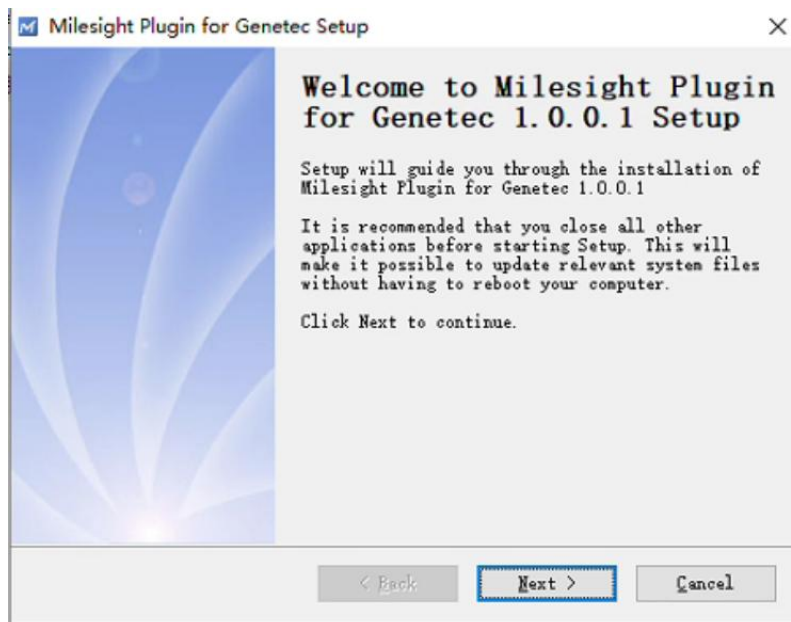 Milesight Plugin for Genetec Setup
Welcome to Milesight Plugin
for Genetec 1.0.0.1 Setup
Setup will guide you through the installation of
Milesight Plugin for Genetec 1.0.0.1
It is recommended that you close all other
applications before starting Setup. This will
make it possible to update relevant system files
without having to reboot your computer.
Click Next to continue.
< Back
Next >
Cancel